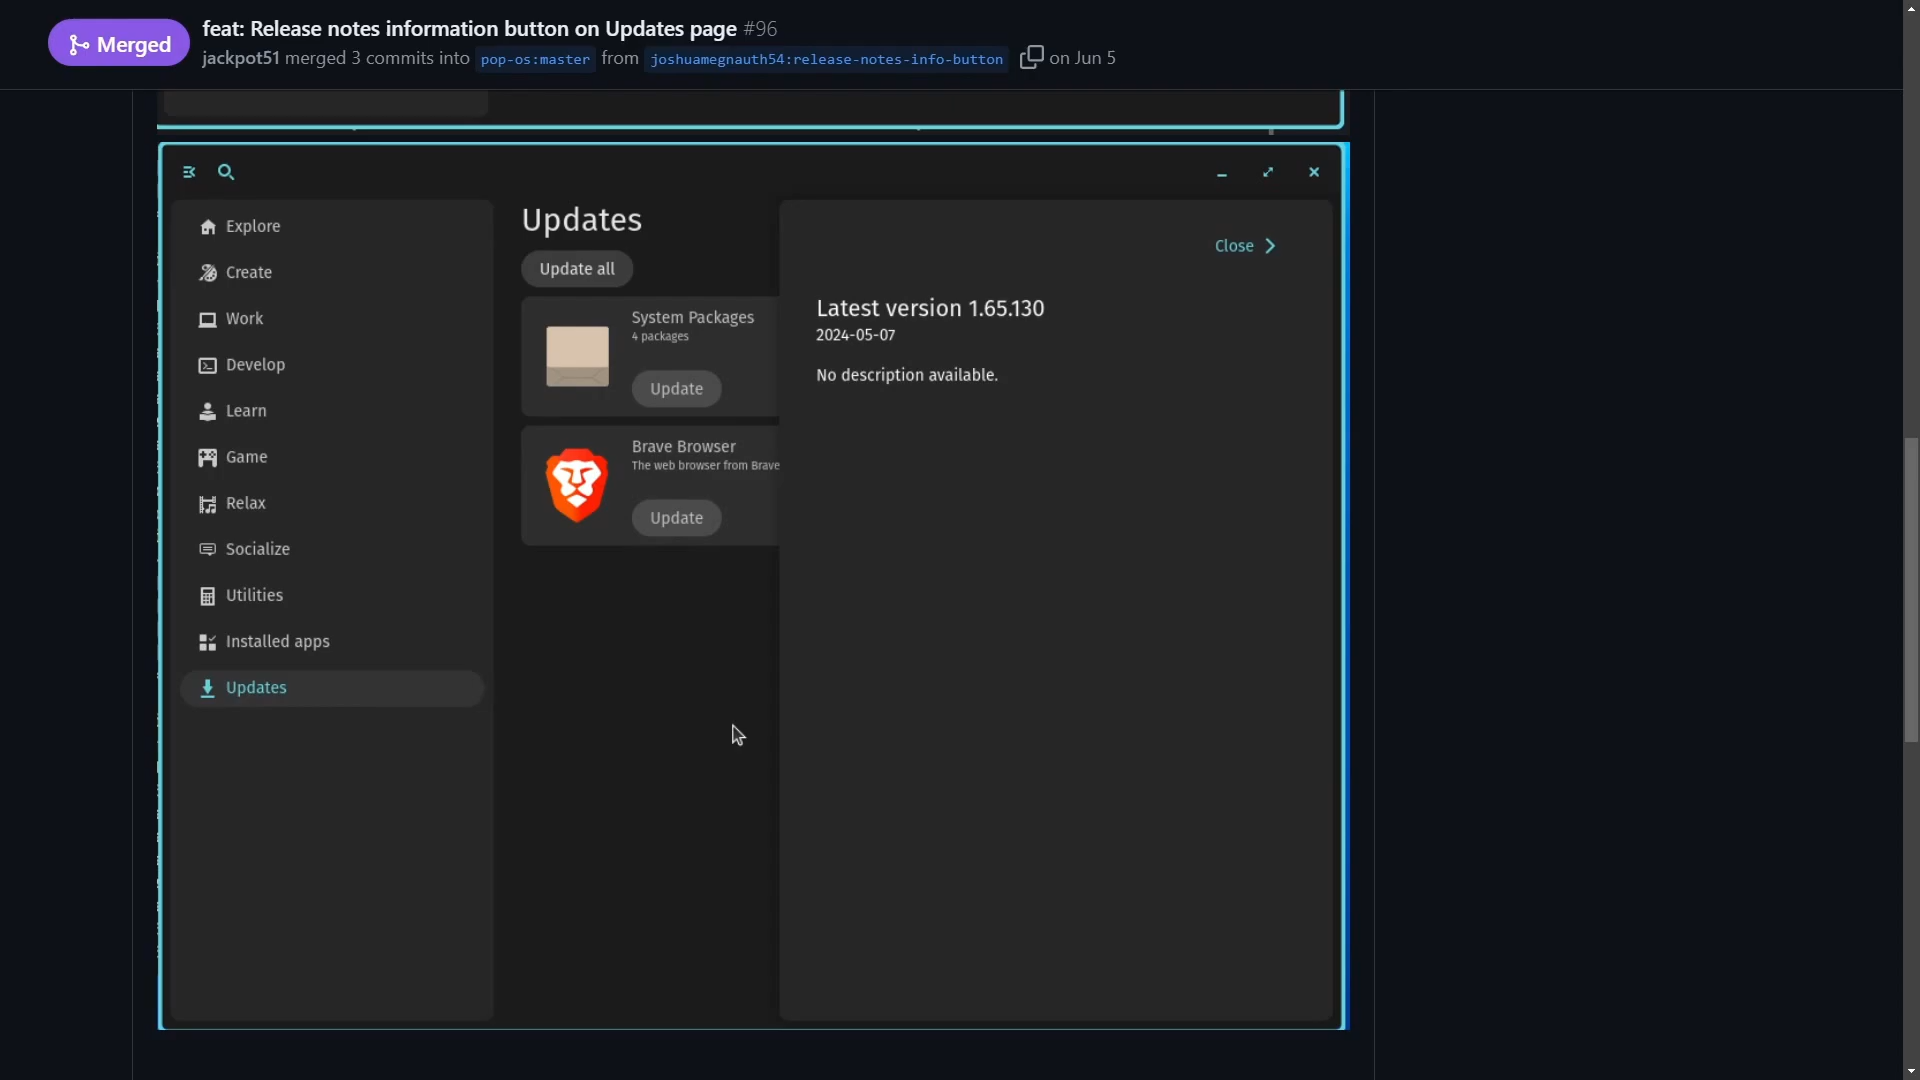 Merged
feat: Release notes information button on Updates page #96
jackpot51 merged 3 commits into pop-os:master from joshuamegnauth54:release-notes-info-button on Jun 5
Explore
Create
Work
Develop
Learn
Game
Relax
Socialize
Utilities
Installed apps
Updates
Updates
Update all
System Packages
4 packages
Update
Brave Browser
The web browser from Brave
Update
Close
Latest version 1.65.130
2024-05-07
No description available.